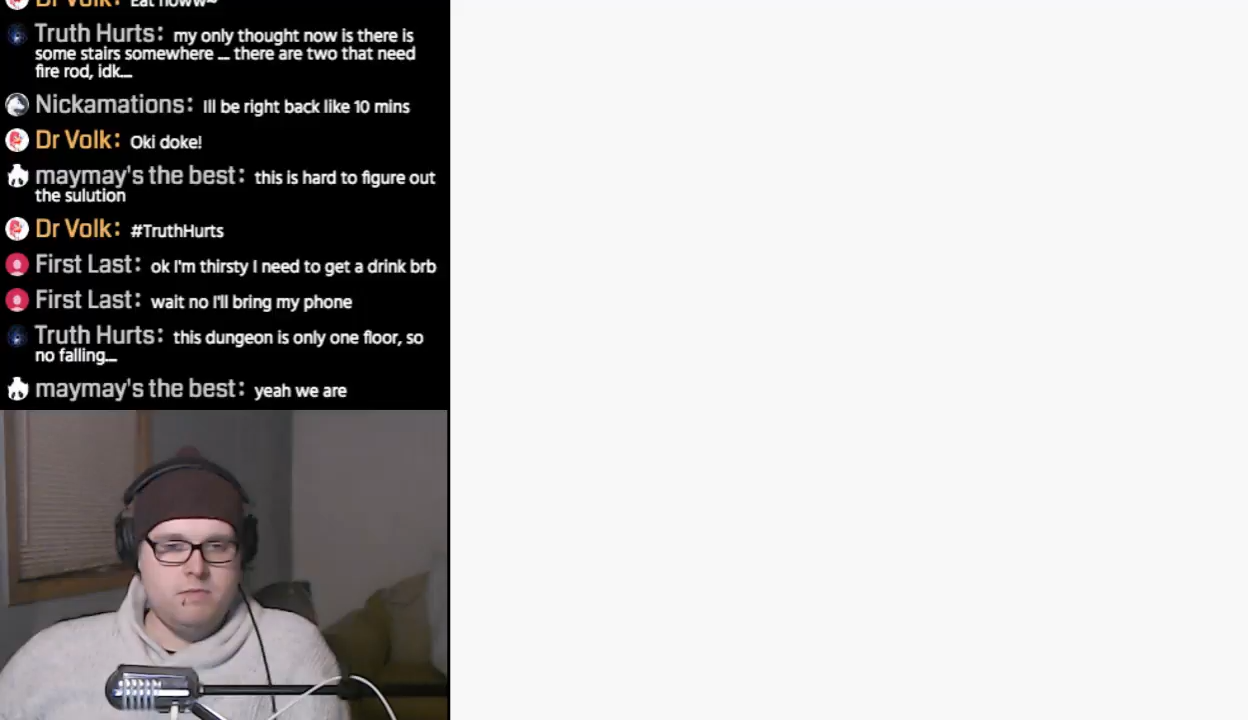 Dr Volk: Eat noww~
Truth Hurts: my only thought now is there is
some stairs somewhere ... there are two that need
fire rod, idk...
Nickamations: Ill be right back like 10 mins
Dr Volk: Oki doke!
maymay's the best: this is hard to figure out
the sulution
Dr Volk: #TruthHurts
First Last: ok I'm thirsty I need to get a drink brb
First Last: wait no I'll bring my phone
Truth Hurts: this dungeon is only one floor, so
no falling...
maymay's the best: yeah we are